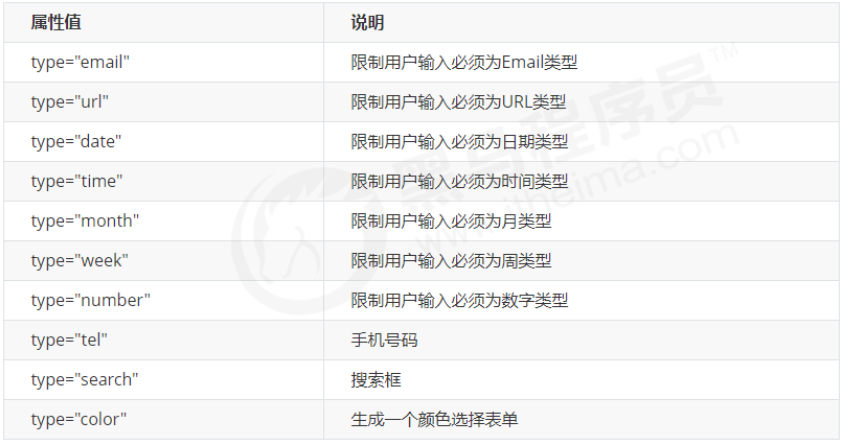 属性值 说明
type="email" 限制用户输入必须为Email类型
type="url" 限制用户输入必须为URL类型
type="date" 限制用户输入必须为日期类型
type="time" 限制用户输入必须为时间类型
type="month" 限制用户输入必须为月类型
type="week" 限制用户输入必须为周类型
type="number" 限制用户输入必须为数字类型
type="tel" 手机号码
type="search" 搜索框
type="color" 生成一个颜色选择表单
黑马程序员™
www.itheima.com